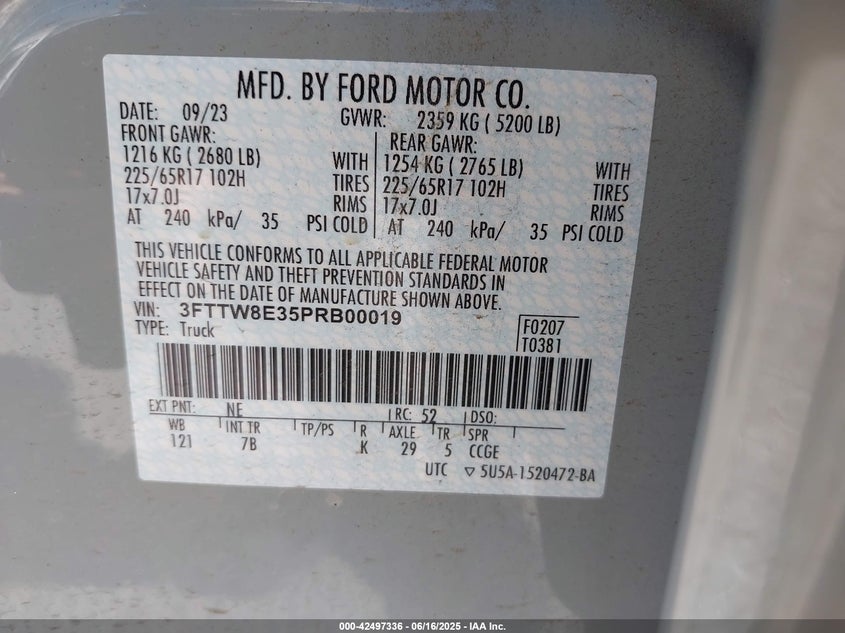 MFD. BY FORD MOTOR CO.
DATE: 09/23 GVWR: 2359 KG ( 5200 LB)
FRONT GAWR: REAR GAWR:
1216 KG ( 2680 LB) WITH 1254 KG ( 2765 LB) WITH
225/65R17 102H TIRES 225/65R17 102H TIRES
17x7.0J RIMS 17x7.0J RIMS
AT 240 kPa/ 35 PSI COLD AT 240 kPa/ 35 PSI COLD
THIS VEHICLE CONFORMS TO ALL APPLICABLE FEDERAL MOTOR
VEHICLE SAFETY AND THEFT PREVENTION STANDARDS IN
EFFECT ON THE DATE OF MANUFACTURE SHOWN ABOVE.
VIN: 3FTTW8E35PRB00019
TYPE: Truck
F0207
T0381
EXT PNT: NE RC: 52 DSO:
WB INT TR TP/PS R AXLE TR SPR
121 7B K 29 5 CCGE
UTC ▽ 5U5A-1520472-BA
000-42497336 - 06/16/2025 - IAA Inc.